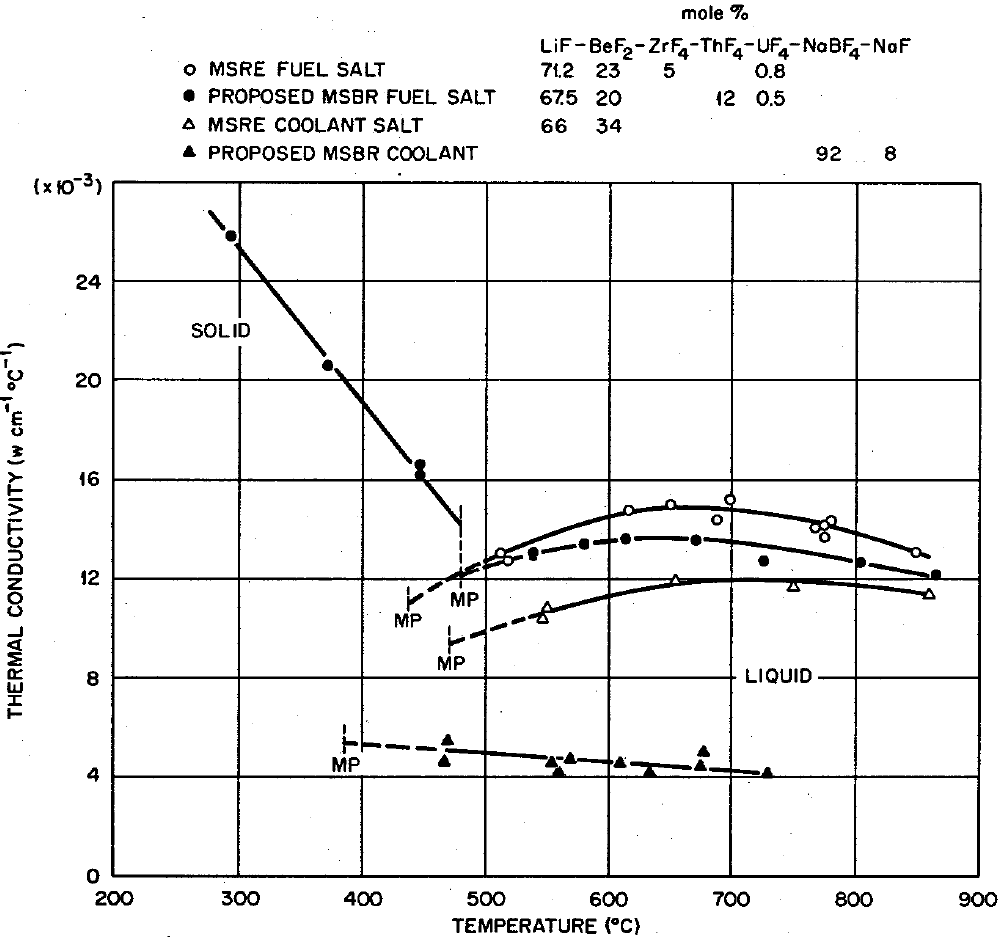 mole %
LiF-BeF2-ZrF4-ThF4-UF4-NaBF4-NaF
○ MSRE FUEL SALT 71.2 23 5 0.8
● PROPOSED MSBR FUEL SALT 67.5 20 12 0.5
△ MSRE COOLANT SALT 66 34
▲ PROPOSED MSBR COOLANT 92 8
(x10⁻³)
24
SOLID
20
16
12
MP
MP
MP
8
LIQUID
MP
4
0
200 300 400 500 600 700 800 900
TEMPERATURE (°C)
THERMAL CONDUCTIVITY (w cm⁻¹ °C⁻¹)